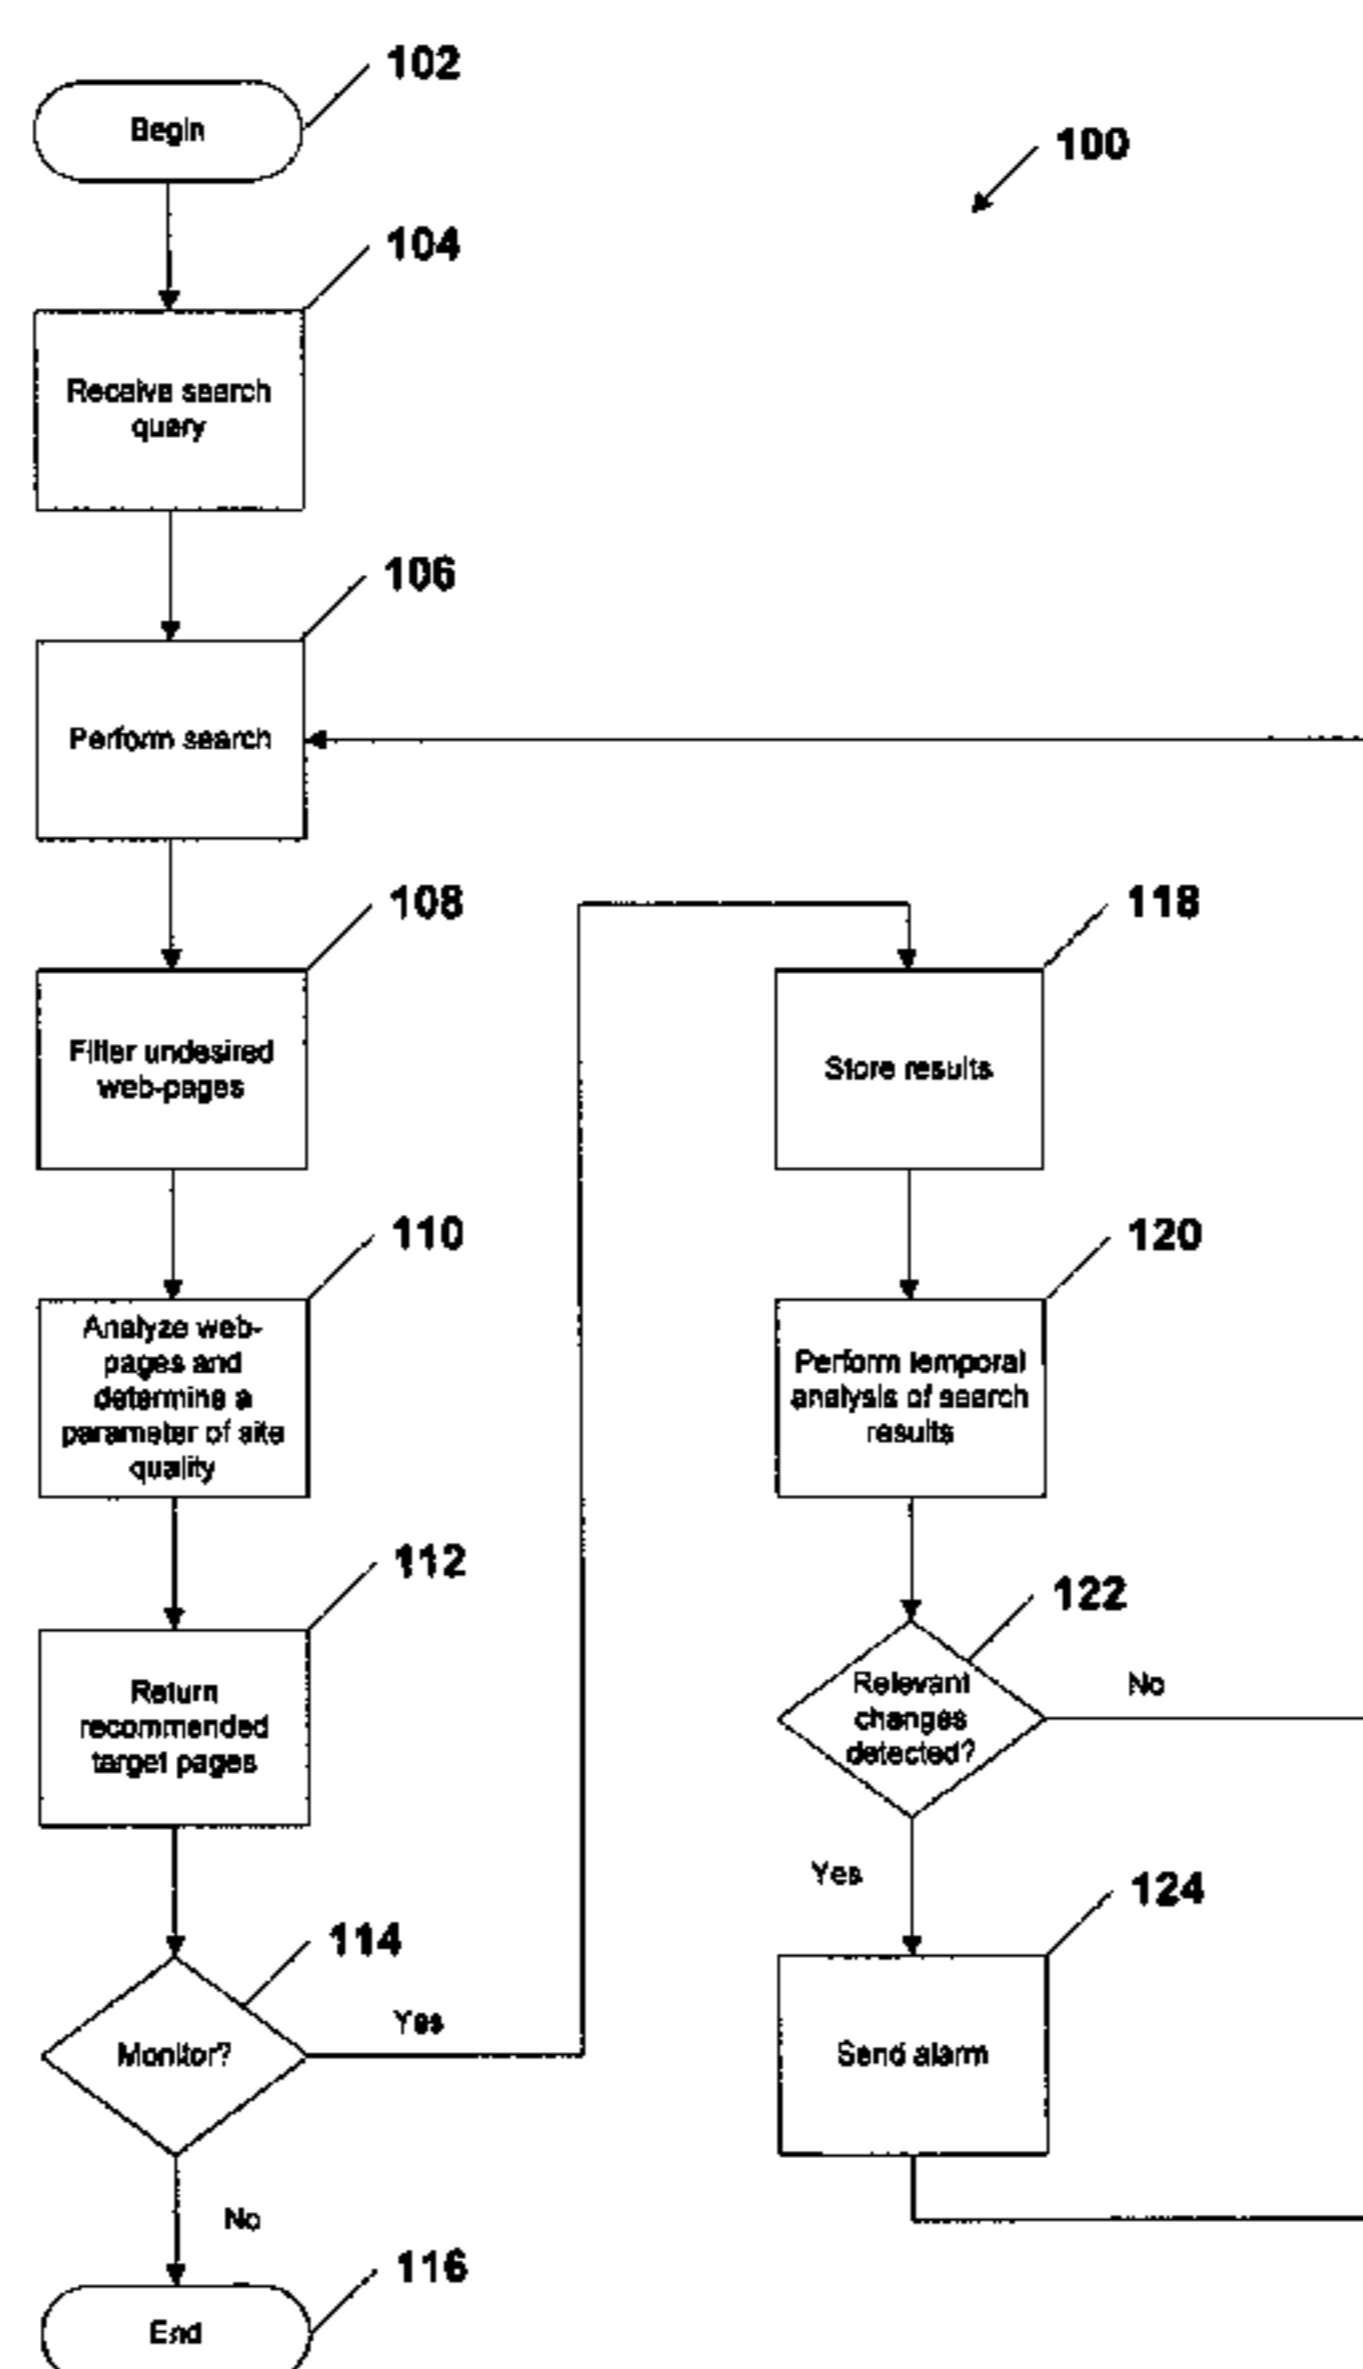 102
Begin
100
104
Receive search
query
106
Perform search
108
Filter undesired
web-pages
110
Analyze web-
pages and
determine a
parameter of site
quality
112
Return
recommended
target pages
114
Monitor?
Yes
No
116
End
118
Store results
120
Perform temporal
analysis of search
results
122
Relevant
changes
detected?
No
Yes
124
Send alarm